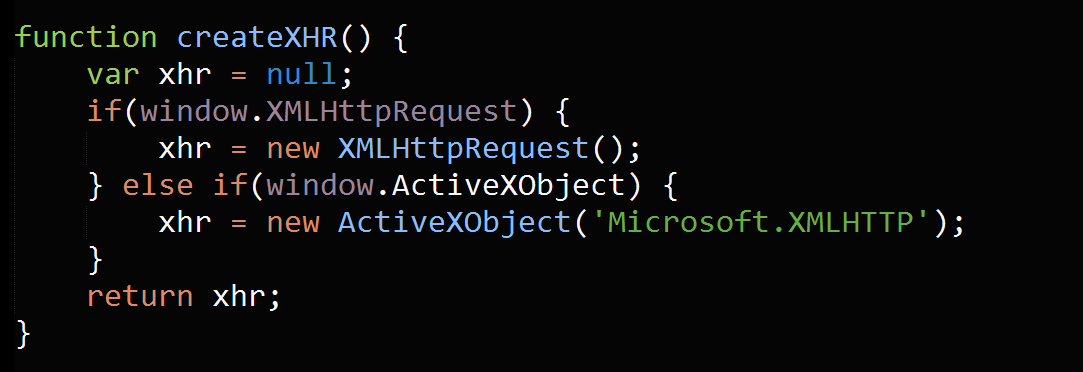 function createXHR() {
    var xhr = null;
    if(window.XMLHttpRequest) {
        xhr = new XMLHttpRequest();
    } else if(window.ActiveXObject) {
        xhr = new ActiveXObject('Microsoft.XMLHTTP');
    }
    return xhr;
}